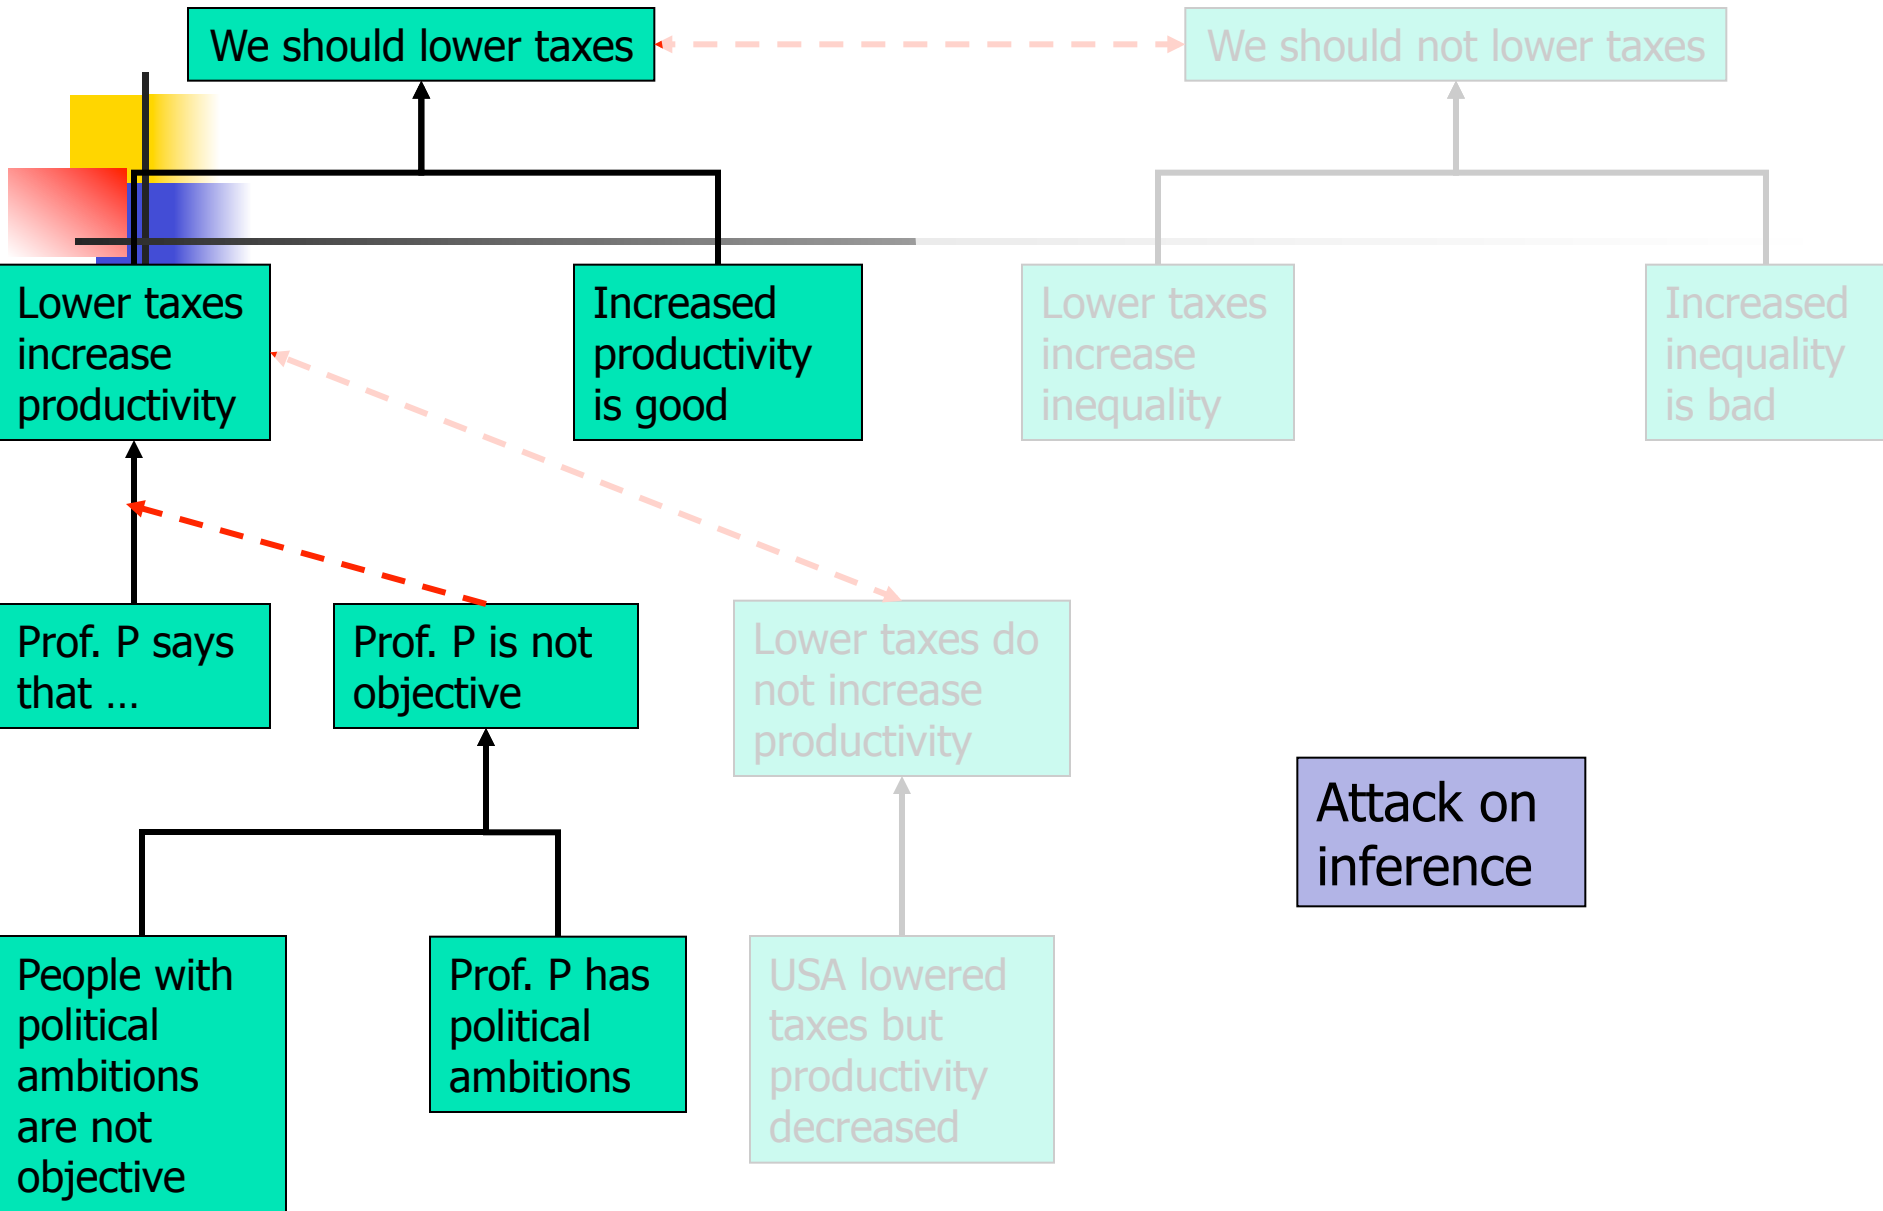 We should lower taxes
We should not lower taxes
Lower taxes
increase
productivity
Increased
productivity
is good
Lower taxes
increase
inequality
Increased
inequality
is bad
Prof. P says
that …
Prof. P is not
objective
Lower taxes do
not increase
productivity
Attack on
inference
People with
political
ambitions
are not
objective
Prof. P has
political
ambitions
USA lowered
taxes but
productivity
decreased